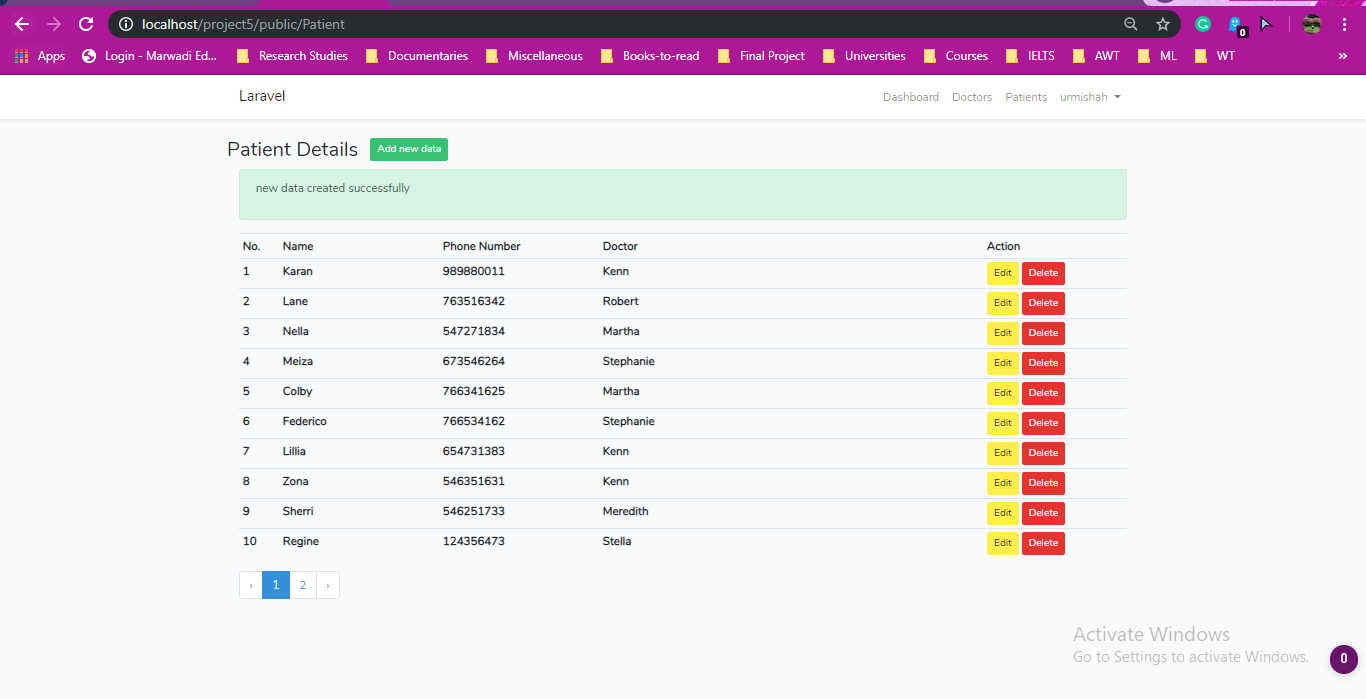 localhost/project5/public/Patient
0
Apps Login - Marwadi Ed... Research Studies Documentaries Miscellaneous Books-to-read Final Project Universities Courses IELTS AWT ML WT »
Laravel Dashboard Doctors Patients urmishah
Patient Details Add new data
new data created successfully
No. Name Phone Number Doctor Action
1 Karan 989880011 Kenn Edit Delete
2 Lane 763516342 Robert Edit Delete
3 Nella 547271834 Martha Edit Delete
4 Meiza 673546264 Stephanie Edit Delete
5 Colby 766341625 Martha Edit Delete
6 Federico 766534162 Stephanie Edit Delete
7 Lillia 654731383 Kenn Edit Delete
8 Zona 546351631 Kenn Edit Delete
9 Sherri 546251733 Meredith Edit Delete
10 Regine 124356473 Stella Edit Delete
‹ 1 2 ›
Activate Windows
Go to Settings to activate Windows.
0